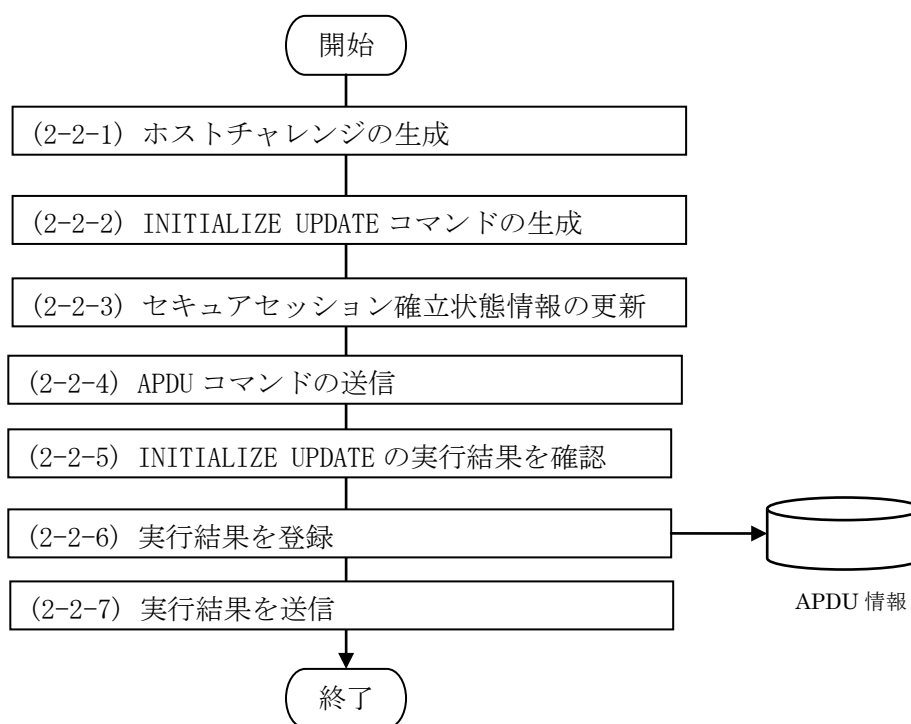 開始
(2-2-1) ホストチャレンジの生成
(2-2-2) INITIALIZE UPDATE コマンドの生成
(2-2-3) セキュアセッション確立状態情報の更新
(2-2-4) APDU コマンドの送信
(2-2-5) INITIALIZE UPDATE の実行結果を確認
(2-2-6) 実行結果を登録
(2-2-7) 実行結果を送信
APDU 情報
終了